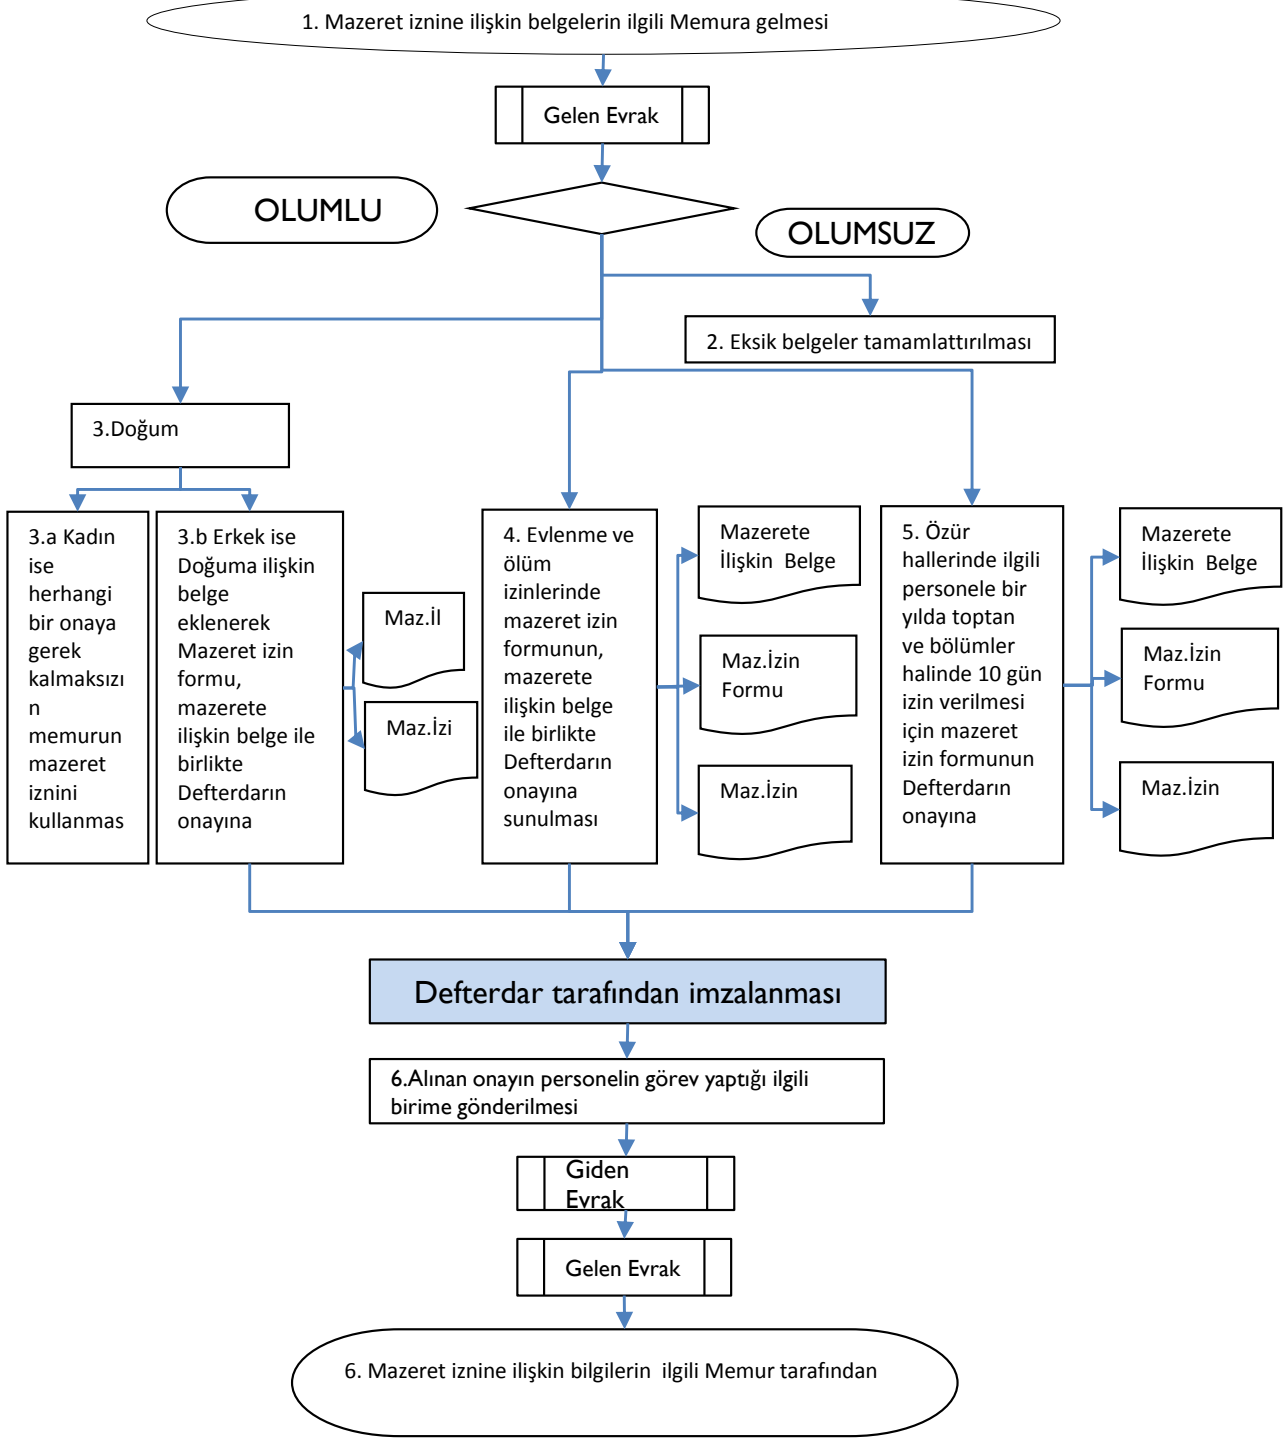 1. Mazeret iznine ilişkin belgelerin ilgili Memura gelmesi
Gelen Evrak
OLUMLU
OLUMSUZ
2. Eksik belgeler tamamlattırılması
3.Doğum
3.a Kadın
ise
herhangi
bir onaya
gerek
kalmaksızı
n
memurun
mazeret
iznini
kullanmas
3.b Erkek ise
Doğuma ilişkin
belge
eklenerek
Mazeret izin
formu,
mazerete
ilişkin belge ile
birlikte
Defterdarın
onayına
Maz.İl
Maz.İzi
4. Evlenme ve
ölüm
izinlerinde
mazeret izin
formunun,
mazerete
ilişkin belge
ile birlikte
Defterdarın
onayına
sunulması
Mazerete
İlişkin  Belge
Maz.İzin
Formu
Maz.İzin
5. Özür
hallerinde ilgili
personele bir
yılda toptan
ve bölümler
halinde 10 gün
izin verilmesi
için mazeret
izin formunun
Defterdarın
onayına
Mazerete
İlişkin  Belge
Maz.İzin
Formu
Maz.İzin
Defterdar tarafından imzalanması
6.Alınan onayın personelin görev yaptığı ilgili
birime gönderilmesi
Giden
Evrak
Gelen Evrak
6. Mazeret iznine ilişkin bilgilerin  ilgili Memur tarafından